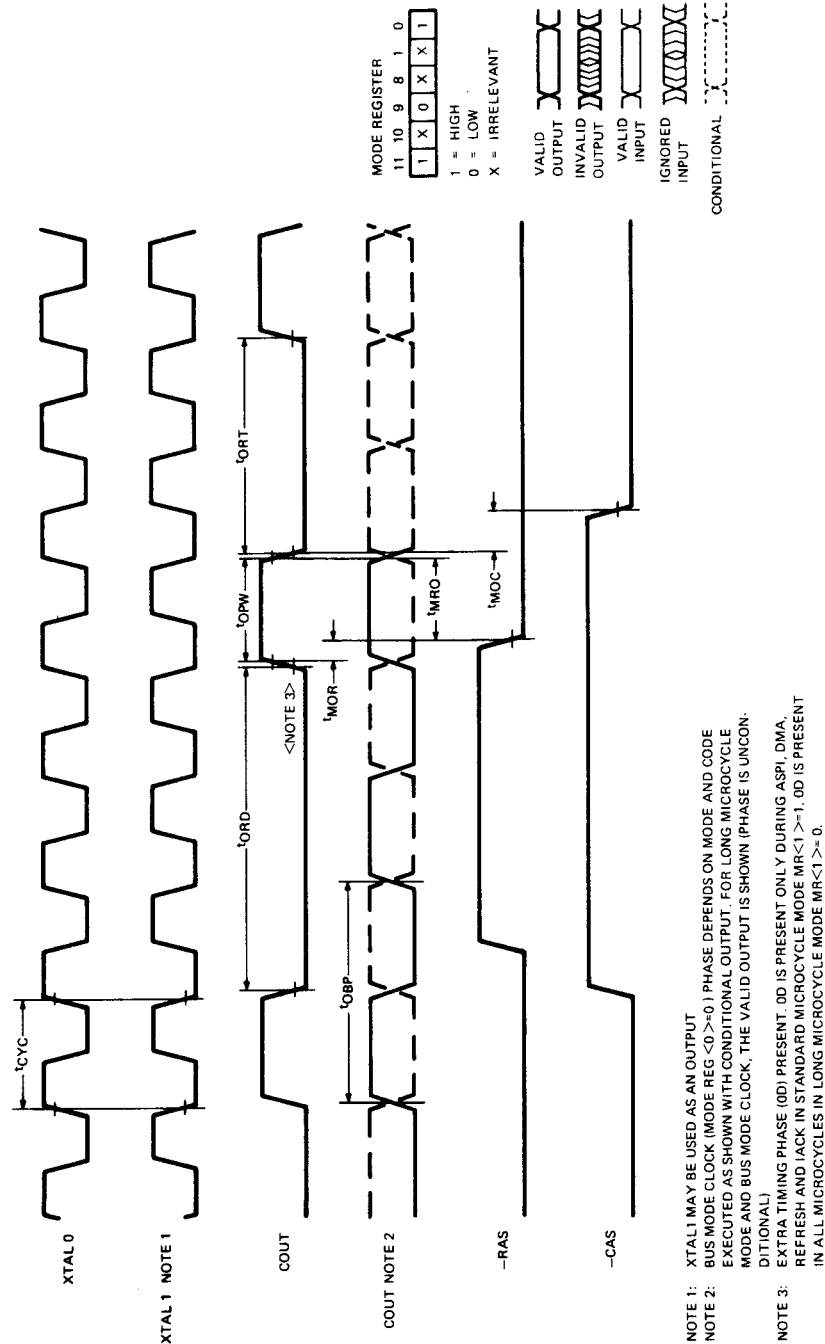 XTAL 0
tCYC
XTAL 1 NOTE 1
COUT
tORD
<NOTE 3>
tOPW
tORT
tMOR
COUT NOTE 2
tOBP
tMRO
–RAS
tMOC
–CAS
MODE REGISTER
11 10 9 8 1 0
1 X 0 X X 1
1 = HIGH
0 = LOW
X = IRRELEVANT
VALID
OUTPUT
INVALID
OUTPUT
VALID
INPUT
IGNORED
INPUT
CONDITIONAL
NOTE 1: XTAL1 MAY BE USED AS AN OUTPUT
NOTE 2: BUS MODE CLOCK (MODE REG <0>=0 ) PHASE DEPENDS ON MODE AND CODE
EXECUTED AS SHOWN WITH CONDITIONAL OUTPUT. FOR LONG MICROCYCLE
MODE AND BUS MODE CLOCK, THE VALID OUTPUT IS SHOWN (PHASE IS UNCON-
DITIONAL)
NOTE 3: EXTRA TIMING PHASE (0D) PRESENT. 0D IS PRESENT ONLY DURING ASPI, DMA,
REFRESH AND IACK IN STANDARD MICROCYCLE MODE MR<1>=1. 0D IS PRESENT
IN ALL MICROCYCLES IN LONG MICROCYCLE MODE MR<1>= 0.